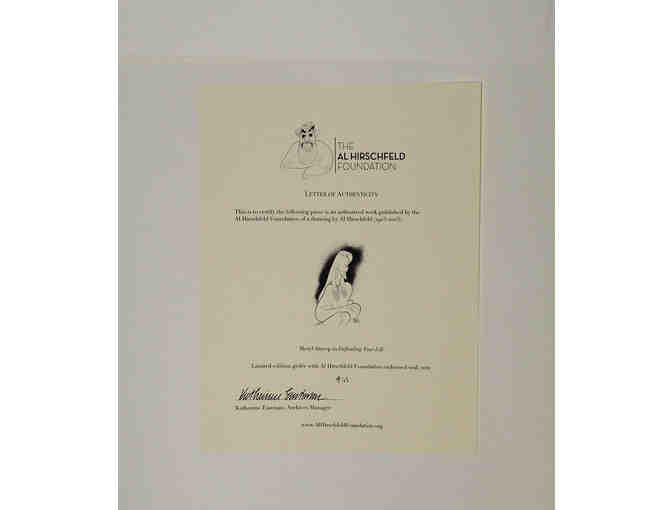 THE
AL HIRSCHFELD
FOUNDATION
LETTER OF AUTHENTICITY
This is to certify the following piece is an authorized work published by the
Al Hirschfeld Foundation, of a drawing by Al Hirschfeld (1903-2003).
Meryl Streep in Defending Your Life
Limited-edition giclée with Al Hirschfeld Foundation embossed seal,
Archives Manager
www.AlHirschfeldFoundation.org